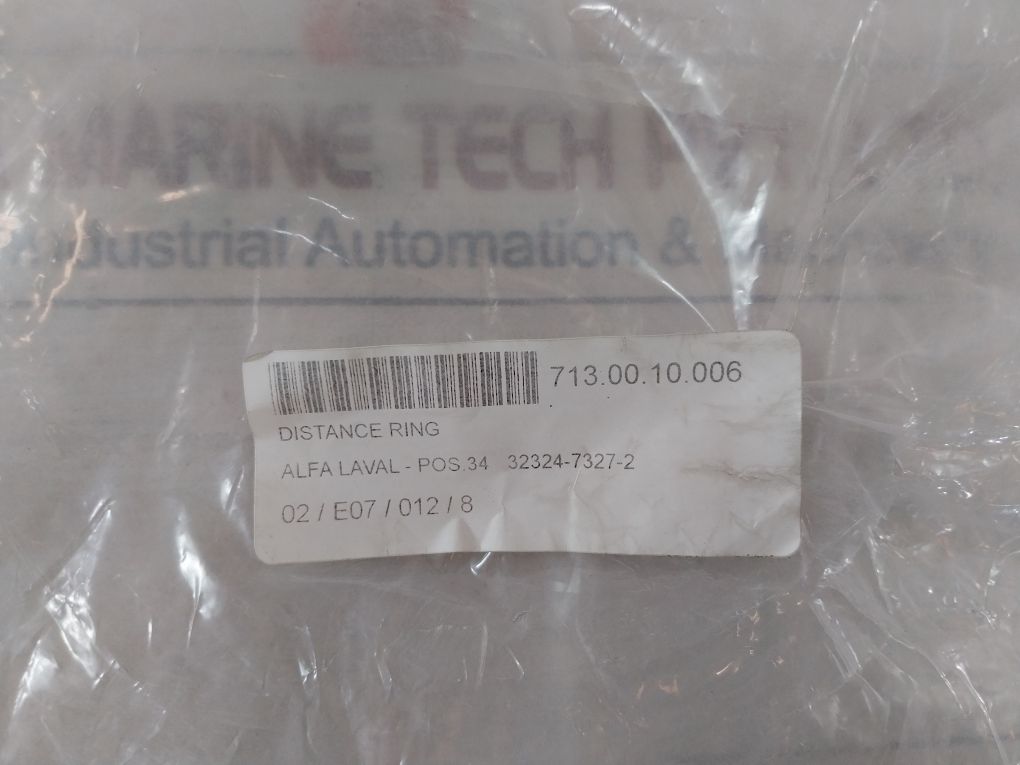 MARINE TECH
Industrial Automation &
713.00.10.006
DISTANCE RING
ALFA LAVAL - POS.34 32324-7327-2
02 / E07 / 012 / 8